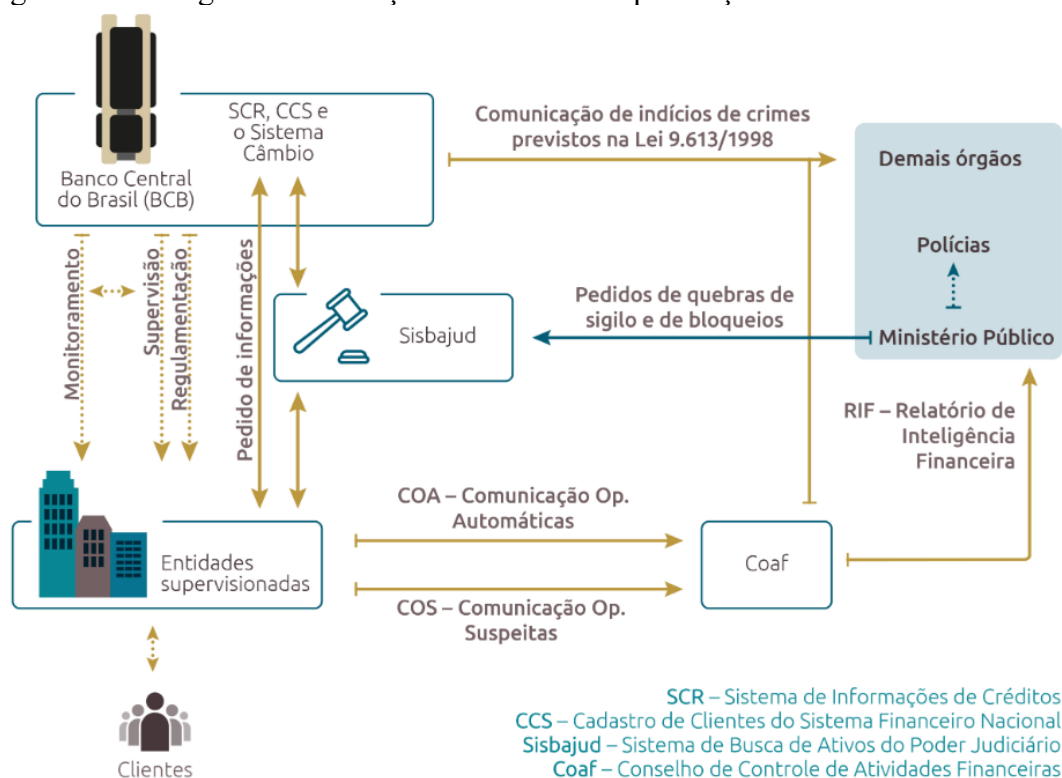 SCR, CCS e
o Sistema
Câmbio
Banco Central
do Brasil (BCB)
Comunicação de indícios de crimes
previstos na Lei 9.613/1998
Demais órgãos
Polícias
Ministério Público
Monitoramento
Supervisão
Regulamentação
Pedido de informações
Sisbajud
Pedidos de quebras de
sigilo e de bloqueios
RIF – Relatório de
Inteligência
Financeira
COA – Comunicação Op.
Automáticas
Entidades
supervisionadas
Coaf
COS – Comunicação Op.
Suspeitas
Clientes
SCR – Sistema de Informações de Créditos
CCS – Cadastro de Clientes do Sistema Financeiro Nacional
Sisbajud – Sistema de Busca de Ativos do Poder Judiciário
Coaf – Conselho de Controle de Atividades Financeiras